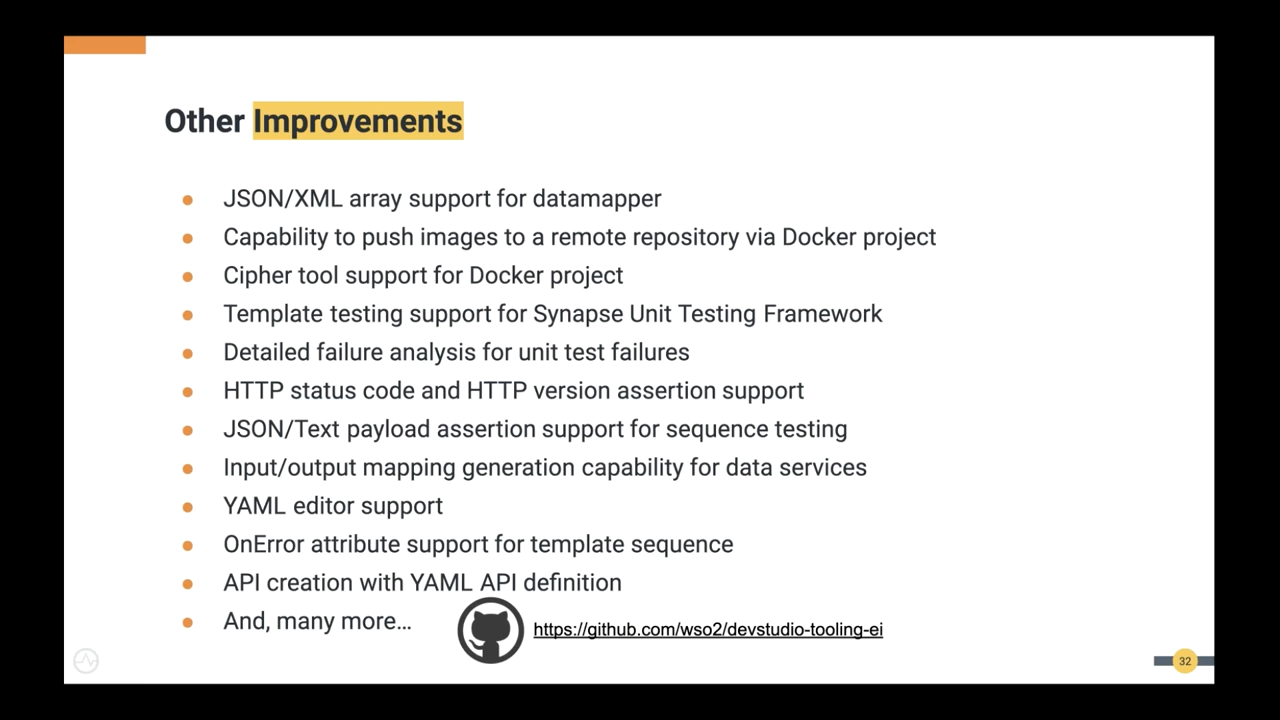 Other Improvements
JSON/XML array support for datamapper
Capability to push images to a remote repository via Docker project
Cipher tool support for Docker project
Template testing support for Synapse Unit Testing Framework
Detailed failure analysis for unit test failures
HTTP status code and HTTP version assertion support
JSON/Text payload assertion support for sequence testing
Input/output mapping generation capability for data services
YAML editor support
OnError attribute support for template sequence
API creation with YAML API definition
And, many more…
https://github.com/wso2/devstudio-tooling-ei
32